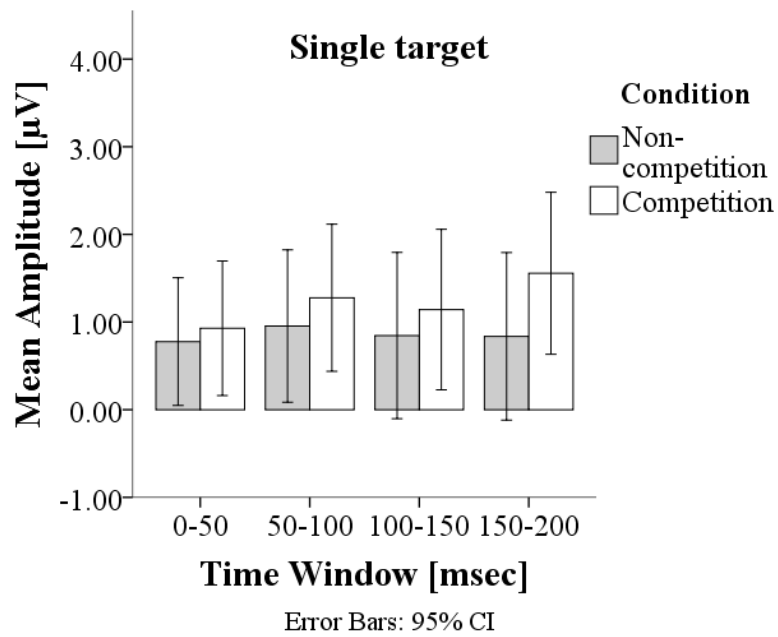 Single target
Mean Amplitude [µV]
4.00
3.00
2.00
1.00
0.00
-1.00
0-50 50-100 100-150 150-200
Time Window [msec]
Error Bars: 95% CI
Condition
Non-
competition
Competition